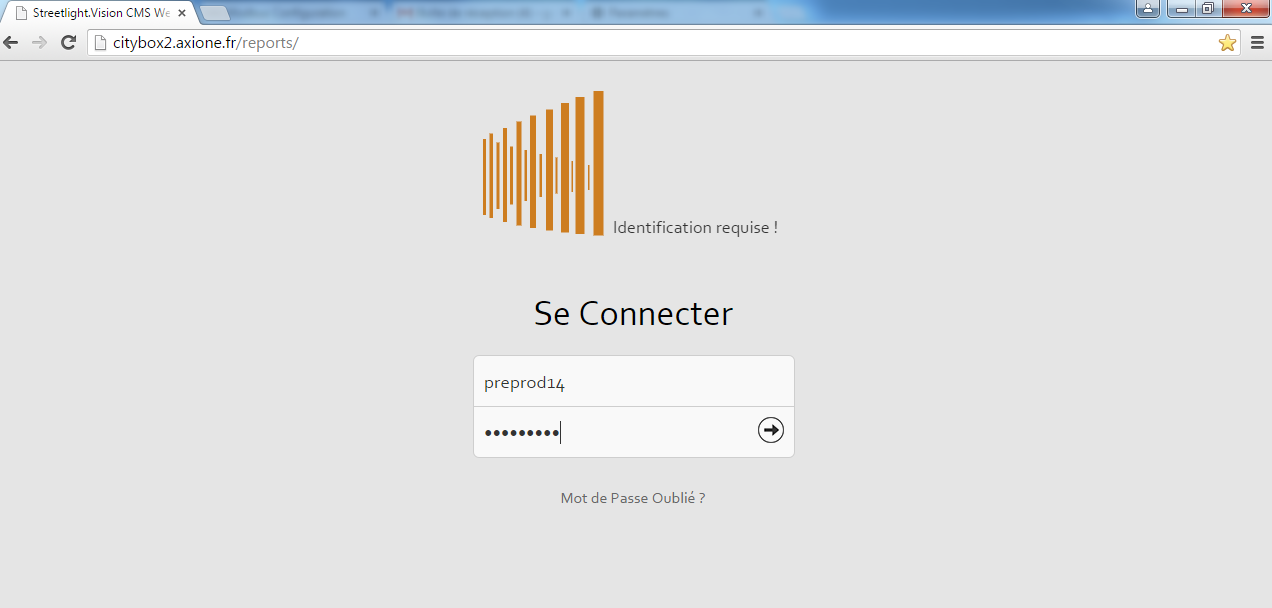 Streetlight.Vision CMS We
citybox2.axione.fr/reports/
Identification requise !
Se Connecter
preprod14
•••••••••
Mot de Passe Oublié ?